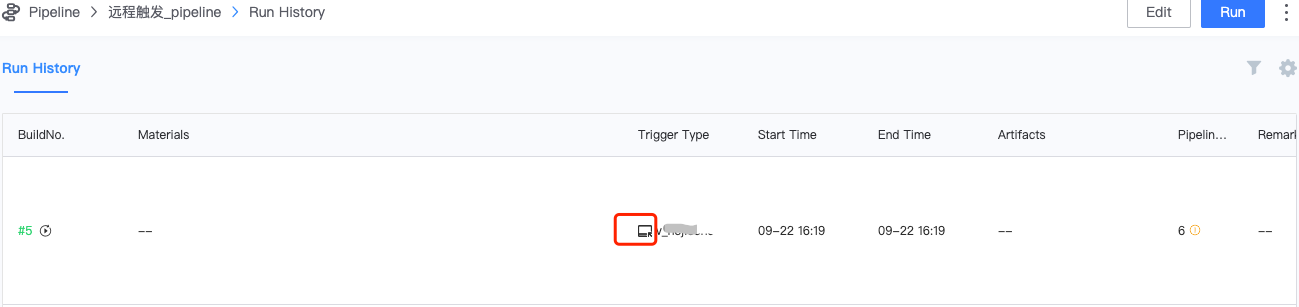 Pipeline > 远程触发_pipeline > Run History
Edit
Run
Run History
BuildNo. Materials Trigger Type Start Time End Time Artifacts Pipelin... Remark
#5 -- 09-22 16:19 09-22 16:19 -- 6 --